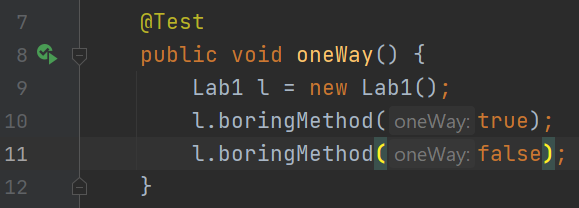 7 @Test
8 public void oneWay() {
9 Lab1 l = new Lab1();
10 l.boringMethod( oneWay: true);
11 l.boringMethod( oneWay: false);
12 }